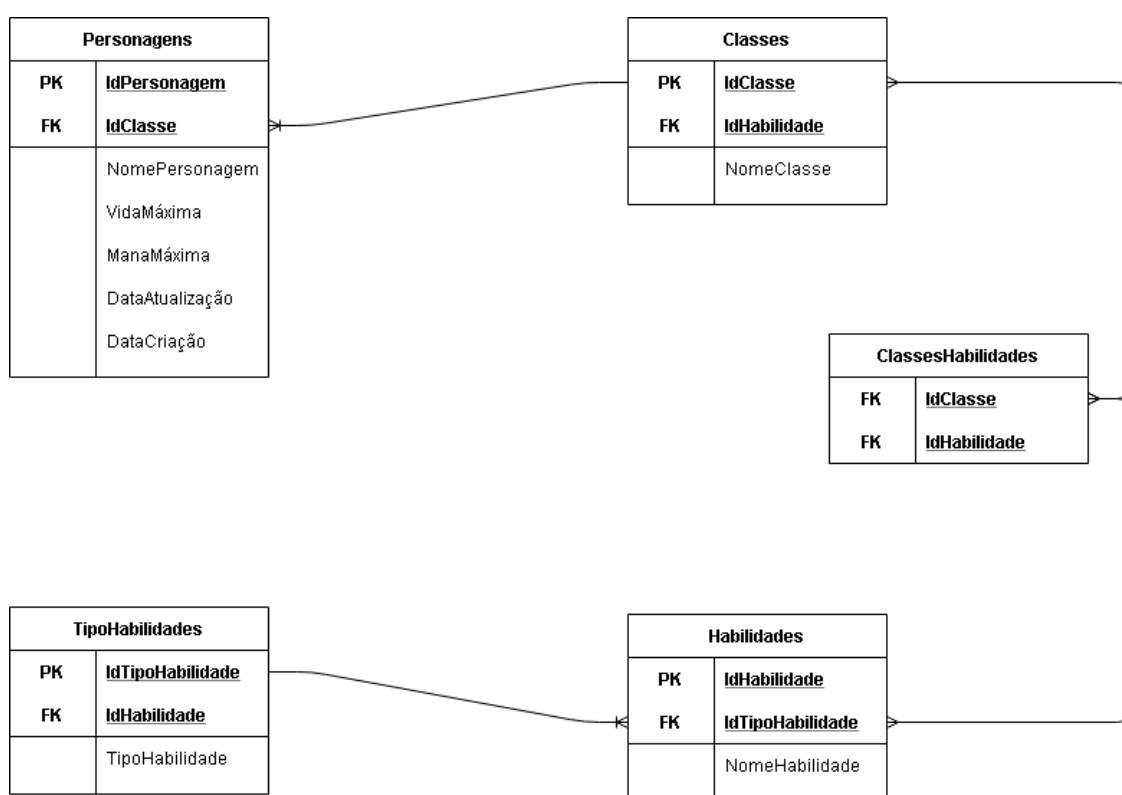 Personagens
PK IdPersonagem
FK IdClasse
NomePersonagem
VidaMáxima
ManaMáxima
DataAtualização
DataCriação
Classes
PK IdClasse
FK IdHabilidade
NomeClasse
ClassesHabilidades
FK IdClasse
FK IdHabilidade
TipoHabilidades
PK IdTipoHabilidade
FK IdHabilidade
TipoHabilidade
Habilidades
PK IdHabilidade
FK IdTipoHabilidade
NomeHabilidade